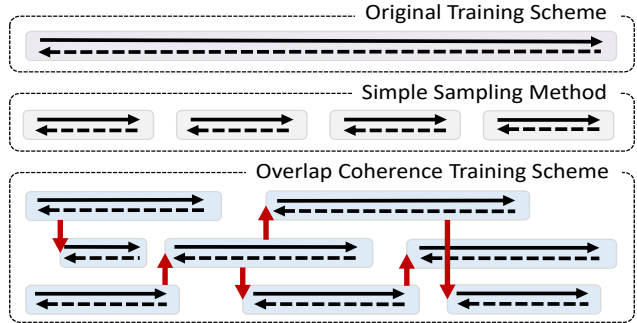 Original Training Scheme
Simple Sampling Method
Overlap Coherence Training Scheme